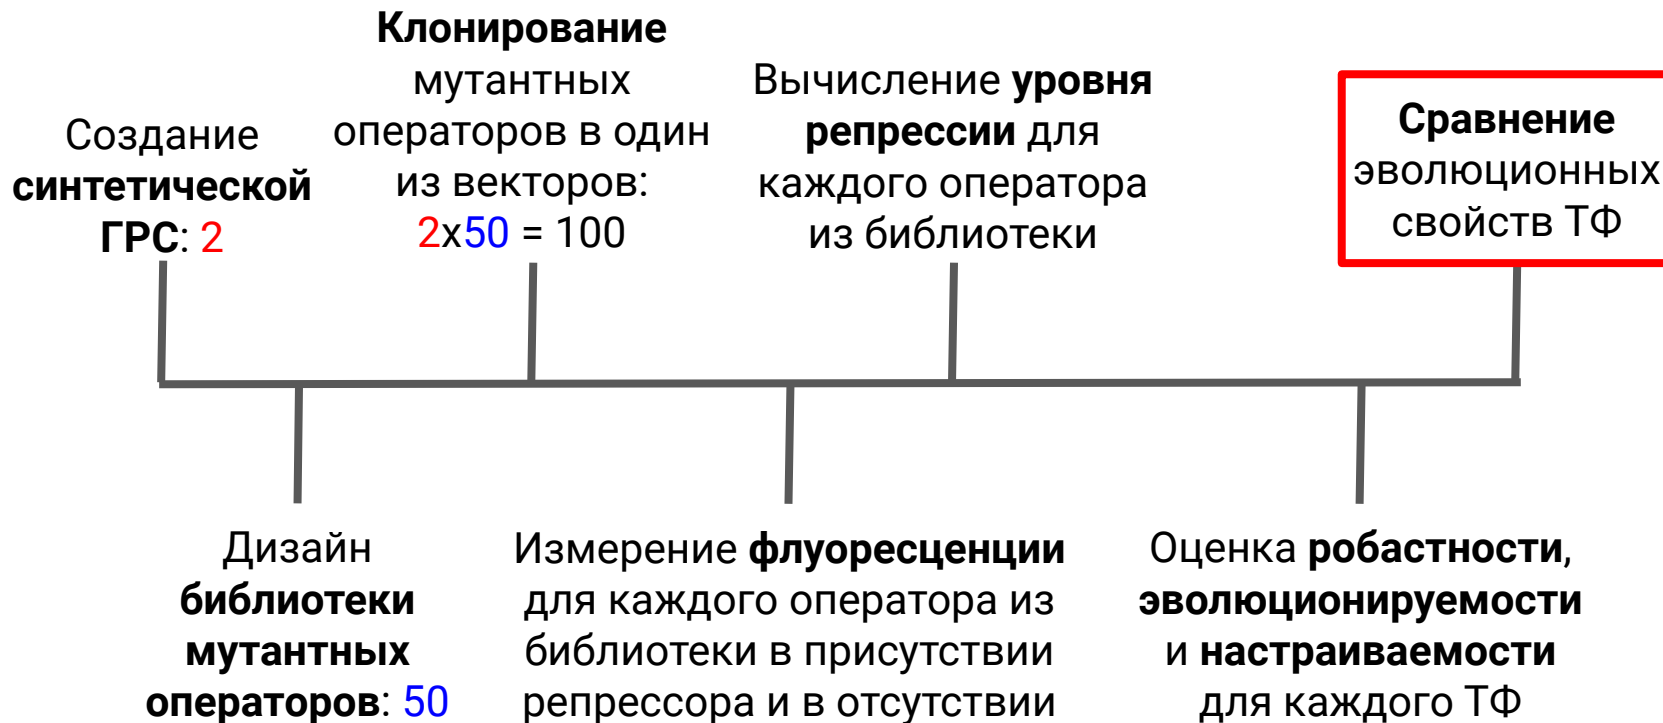 Создание
синтетической
ГРС: 2
Клонирование
мутантных
операторов в один
из векторов:
2x50 = 100
Вычисление уровня
репрессии для
каждого оператора
из библиотеки
Сравнение
эволюционных
свойств ТФ
Дизайн
библиотеки
мутантных
операторов: 50
Измерение флуоресценции
для каждого оператора из
библиотеки в присутствии
репрессора и в отсутствии
Оценка робастности,
эволюционируемости
и настраиваемости
для каждого ТФ